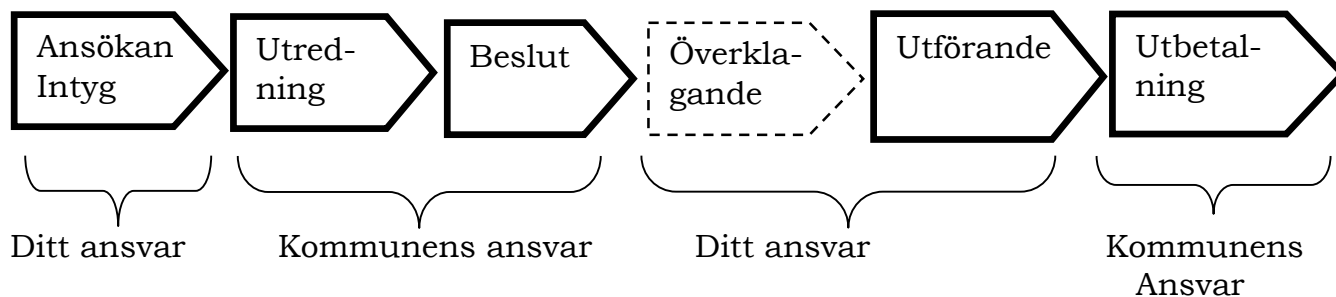 Ansökan
Intyg
Utred-
ning
Beslut
Överkla-
gande
Utförande
Utbetal-
ning
Ditt ansvar
Kommunens ansvar
Ditt ansvar
Kommunens
Ansvar